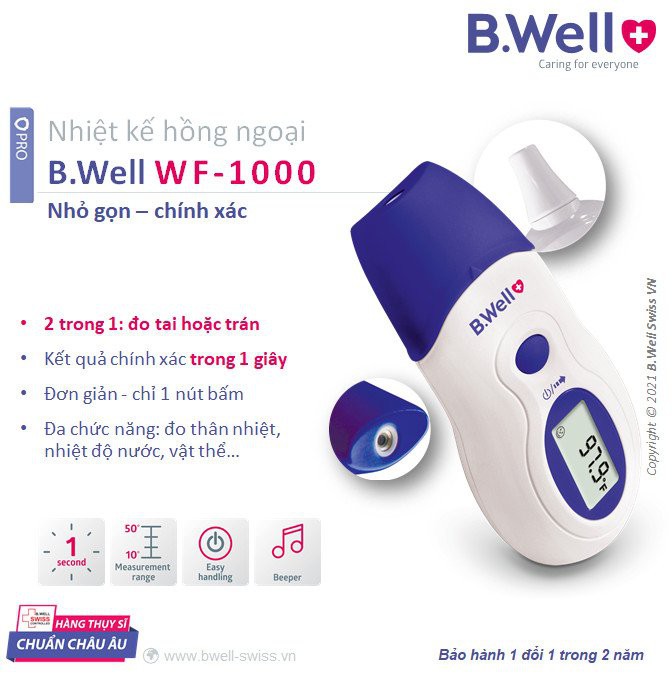 B.Well
Caring for everyone
PRO
Nhiệt kế hồng ngoại
B.Well WF-1000
Nhỏ gọn – chính xác
B.Well
• 2 trong 1: đo tai hoặc trán
• Kết quả chính xác trong 1 giây
• Đơn giản - chỉ 1 nút bấm
• Đa chức năng: đo thân nhiệt,
nhiệt độ nước, vật thể...
97.9
°F
Copyright © 2021 B.Well Swiss VN
1
second
50°
10°
Measurement
range
Easy
handling
Beeper
B.WELL
SWISS
CONTROLLED
HÀNG THỤY SĨ
CHUẨN CHÂU ÂU
www.bwell-swiss.vn
Bảo hành 1 đổi 1 trong 2 năm